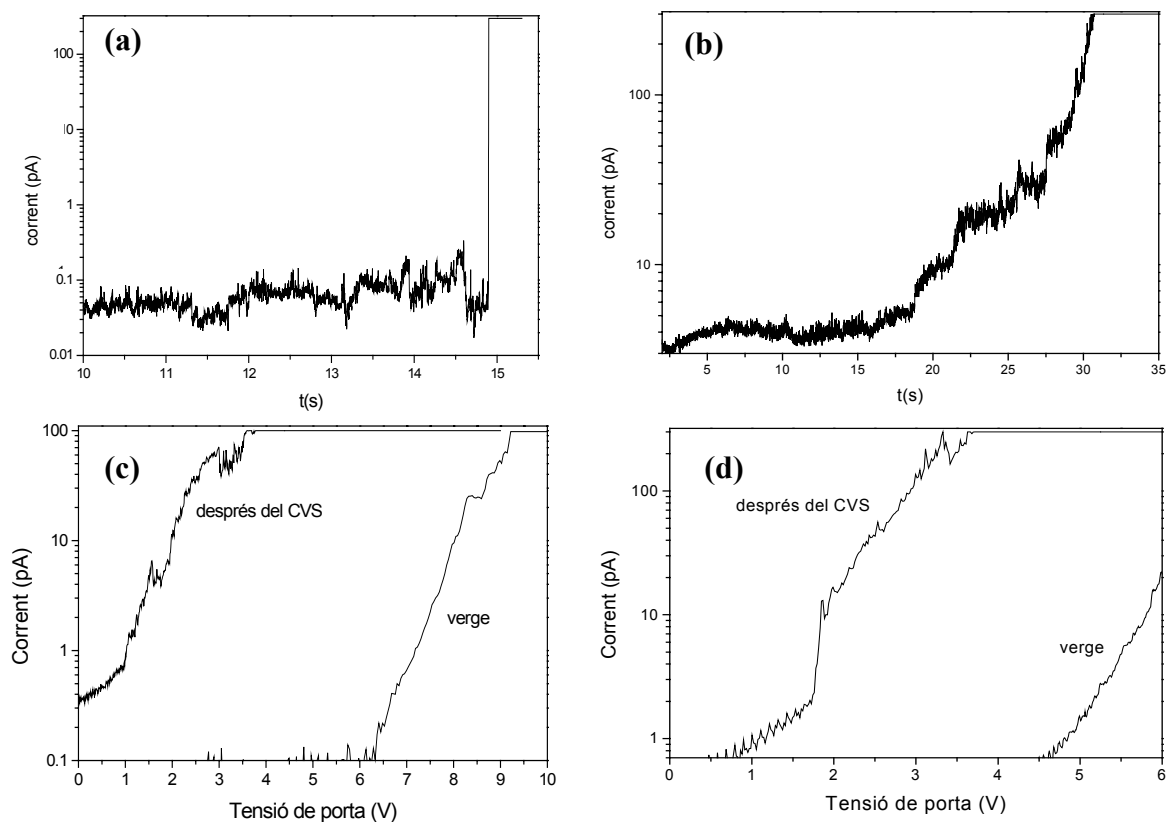 (a)
100
10
1
0.1
0.01
corrent (pA)
10 11 12 13 14 15
t(s)
(b)
100
10
corrent (pA)
5 10 15 20 25 30 35
t(s)
(c)
100
10
1
0.1
Corrent (pA)
després del CVS
verge
0 1 2 3 4 5 6 7 8 9 10
Tensió de porta (V)
(d)
100
10
1
Corrent (pA)
després del CVS
verge
0 1 2 3 4 5 6
Tensió de porta (V)